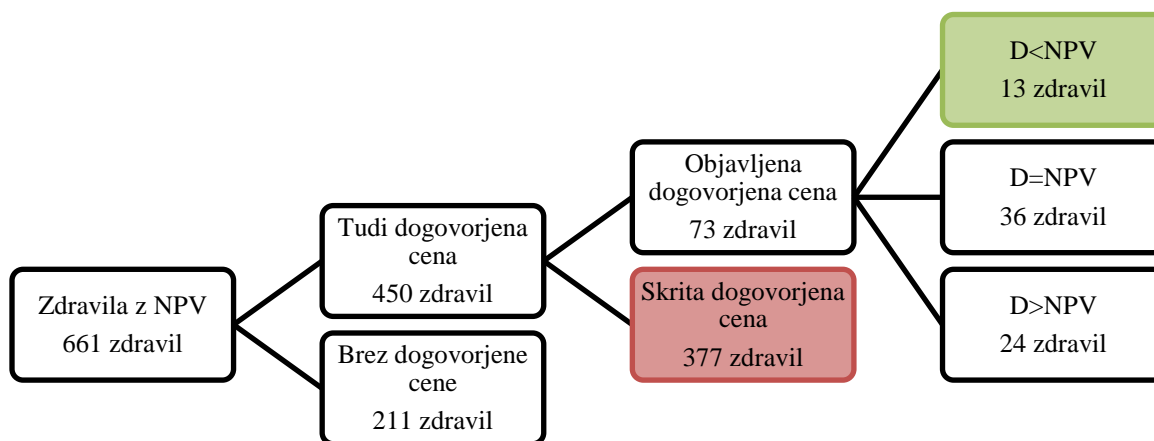 Zdravila z NPV
661 zdravil
Tudi dogovorjena
cena
450 zdravil
Brez dogovorjene
cene
211 zdravil
Objavljena
dogovorjena cena
73 zdravil
Skrita dogovorjena
cena
377 zdravil
D<NPV
13 zdravil
D=NPV
36 zdravil
D>NPV
24 zdravil